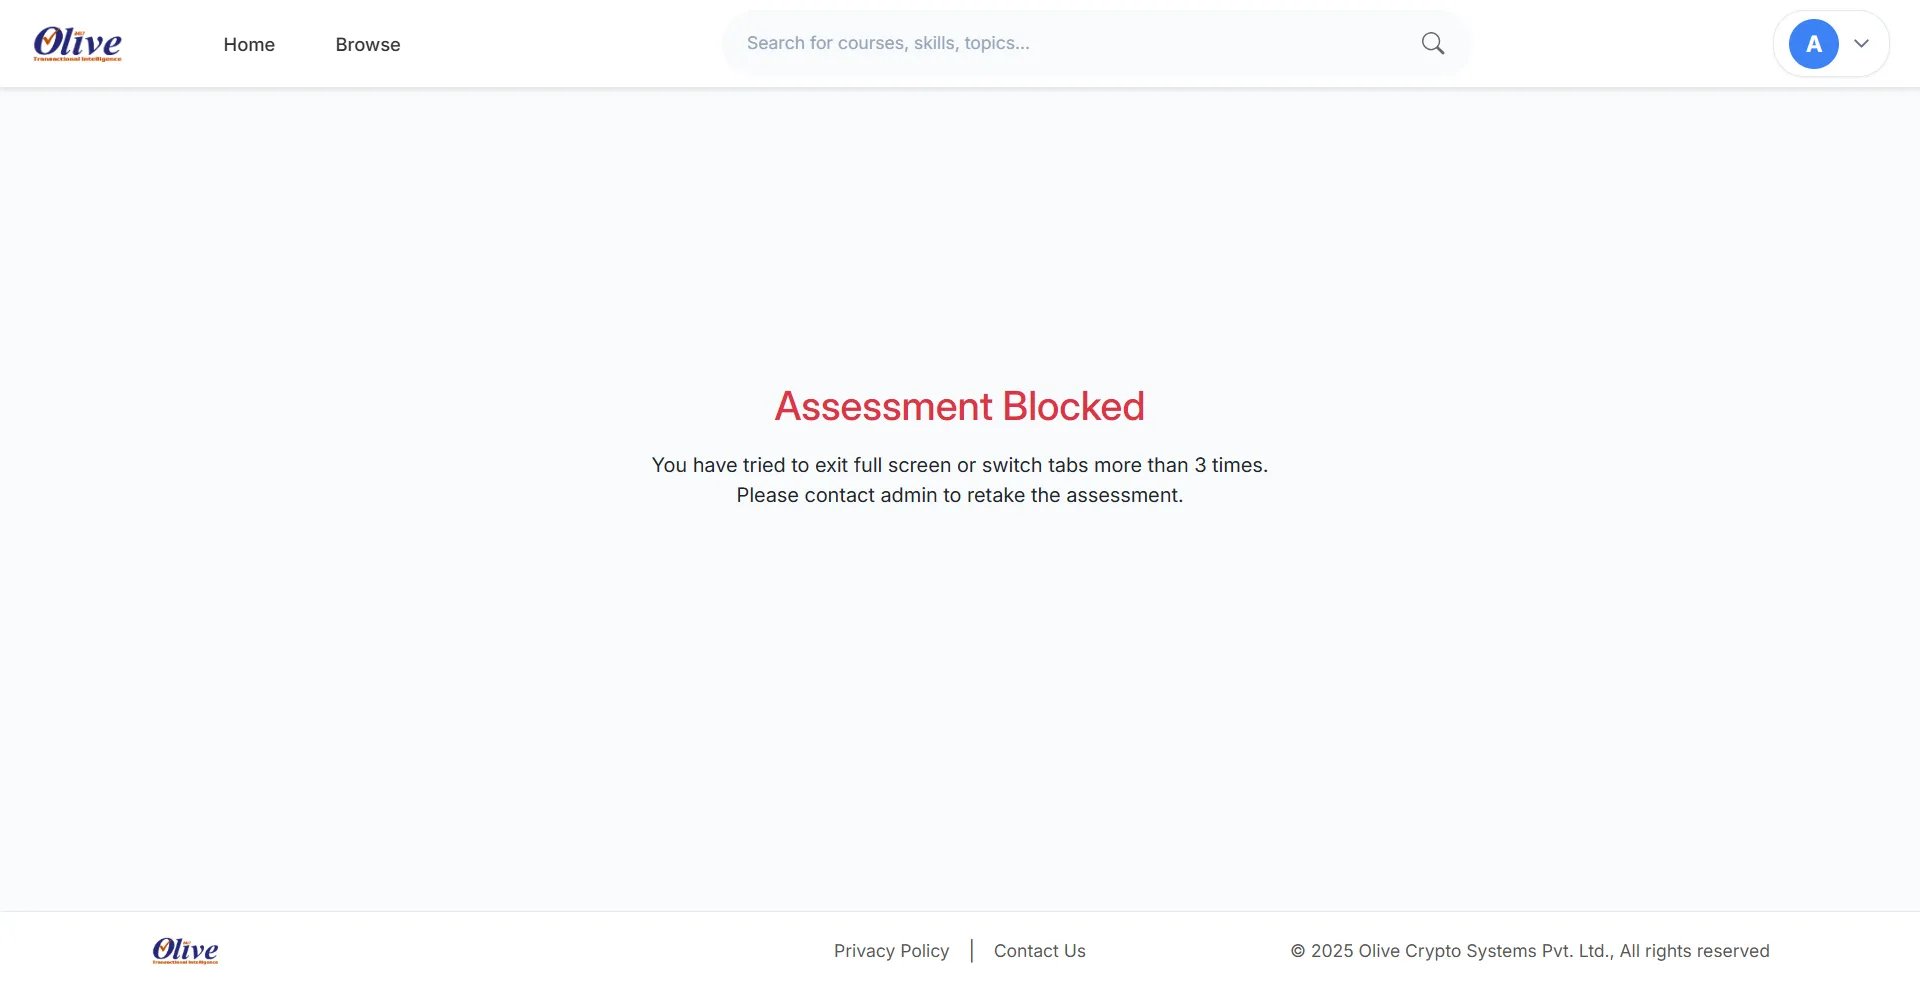 Olive
Transactional Intelligence
Home
Browse
Search for courses, skills, topics...
A
Assessment Blocked
You have tried to exit full screen or switch tabs more than 3 times.
Please contact admin to retake the assessment.
Olive
Transactional Intelligence
Privacy Policy | Contact Us
© 2025 Olive Crypto Systems Pvt. Ltd., All rights reserved